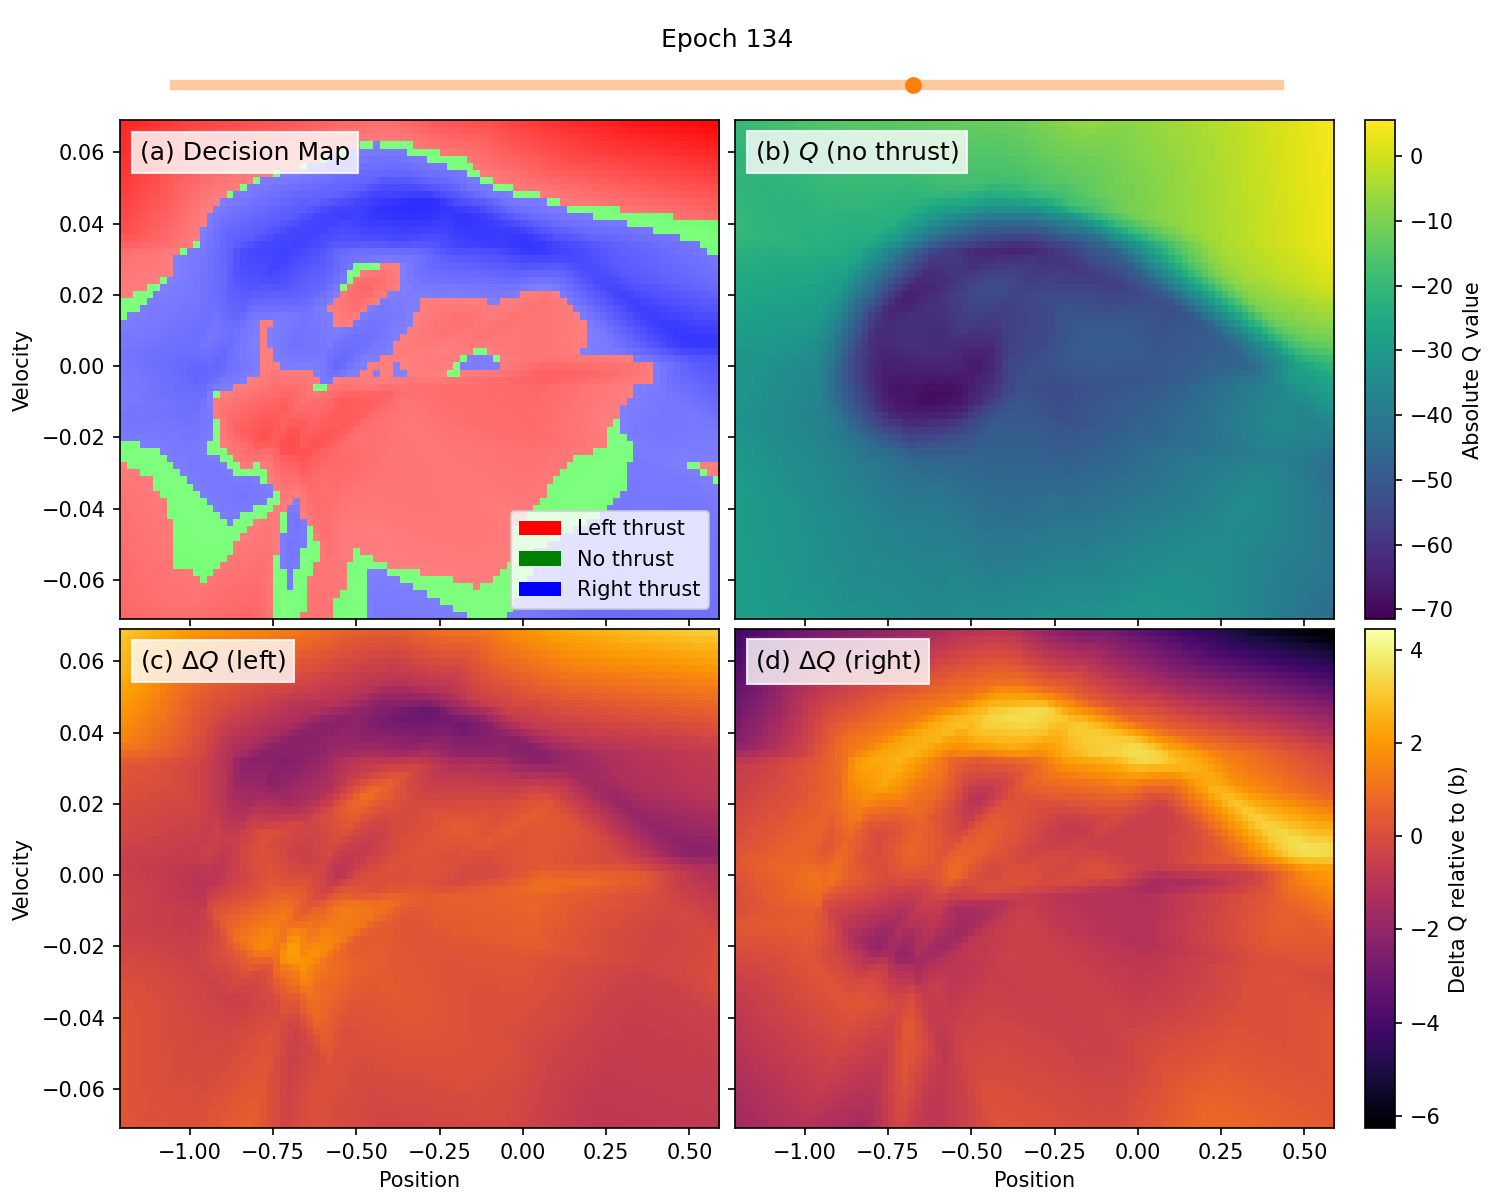 Epoch 134
(a) Decision Map
(b) Q (no thrust)
0.06
0.04
0.02
0.00
−0.02
−0.04
−0.06
Velocity
Left thrust
No thrust
Right thrust
0
−10
−20
−30
−40
−50
−60
−70
Absolute Q value
(c) ΔQ (left)
(d) ΔQ (right)
0.06
0.04
0.02
0.00
−0.02
−0.04
−0.06
Velocity
4
2
0
−2
−4
−6
Delta Q relative to (b)
−1.00 −0.75 −0.50 −0.25 0.00 0.25 0.50
Position
−1.00 −0.75 −0.50 −0.25 0.00 0.25 0.50
Position